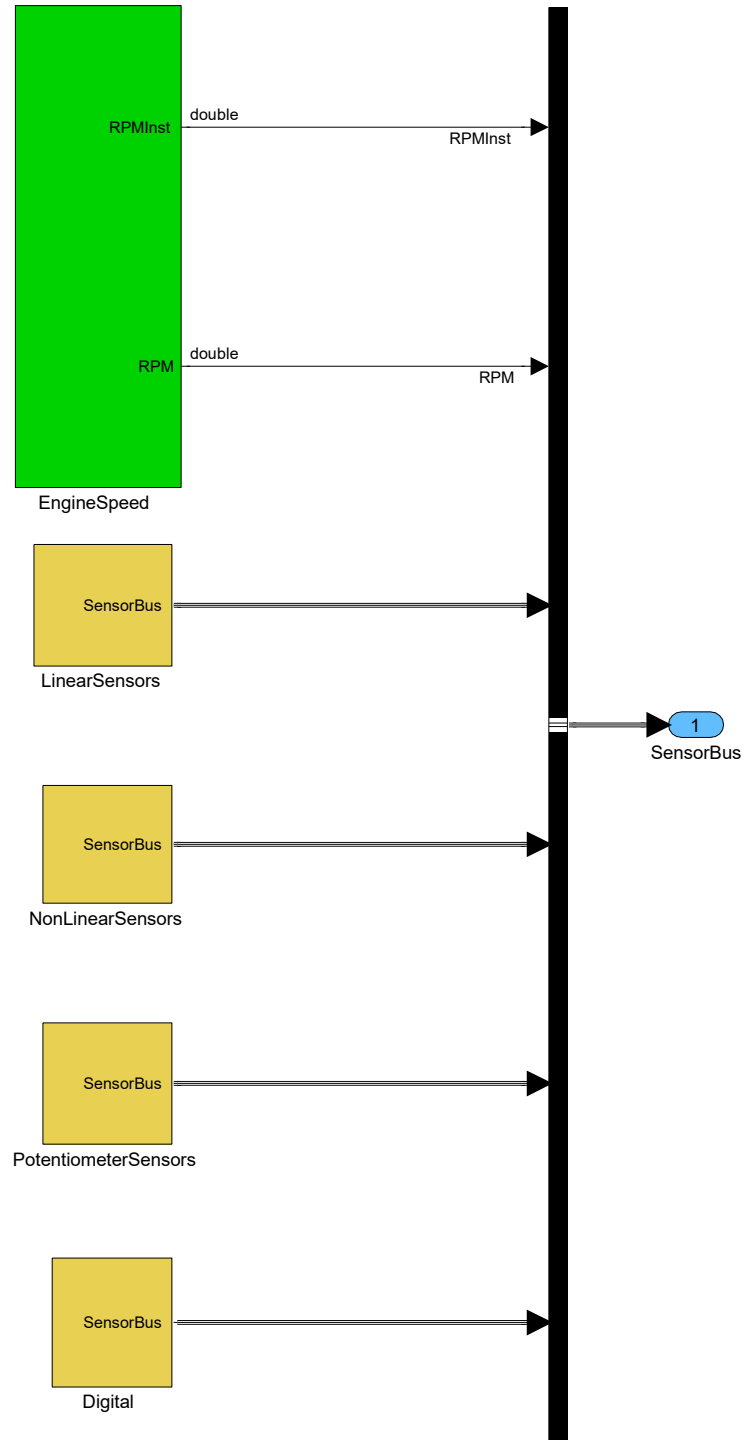 double
RPMInst
RPMInst
double
RPM
RPM
EngineSpeed
SensorBus
LinearSensors
1
SensorBus
SensorBus
NonLinearSensors
SensorBus
PotentiometerSensors
SensorBus
Digital